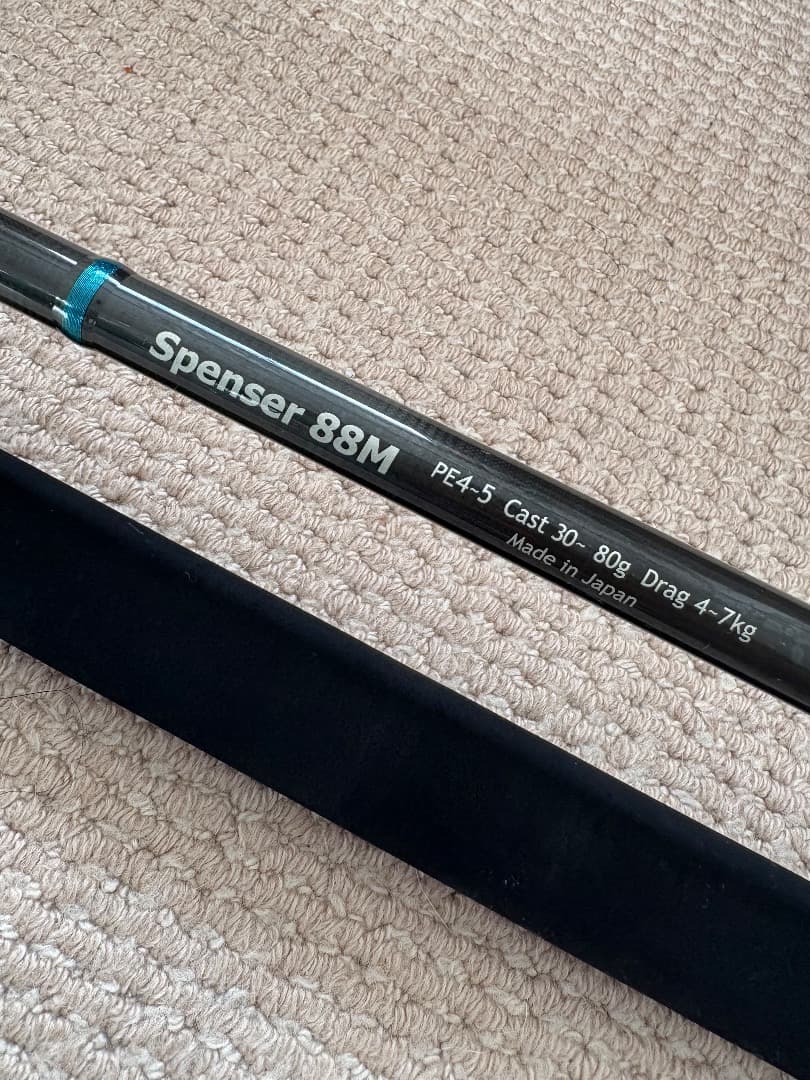 Spenser 88M PE4~5 Cast 30~ 80g Drag 4~7kg
Made in Japan